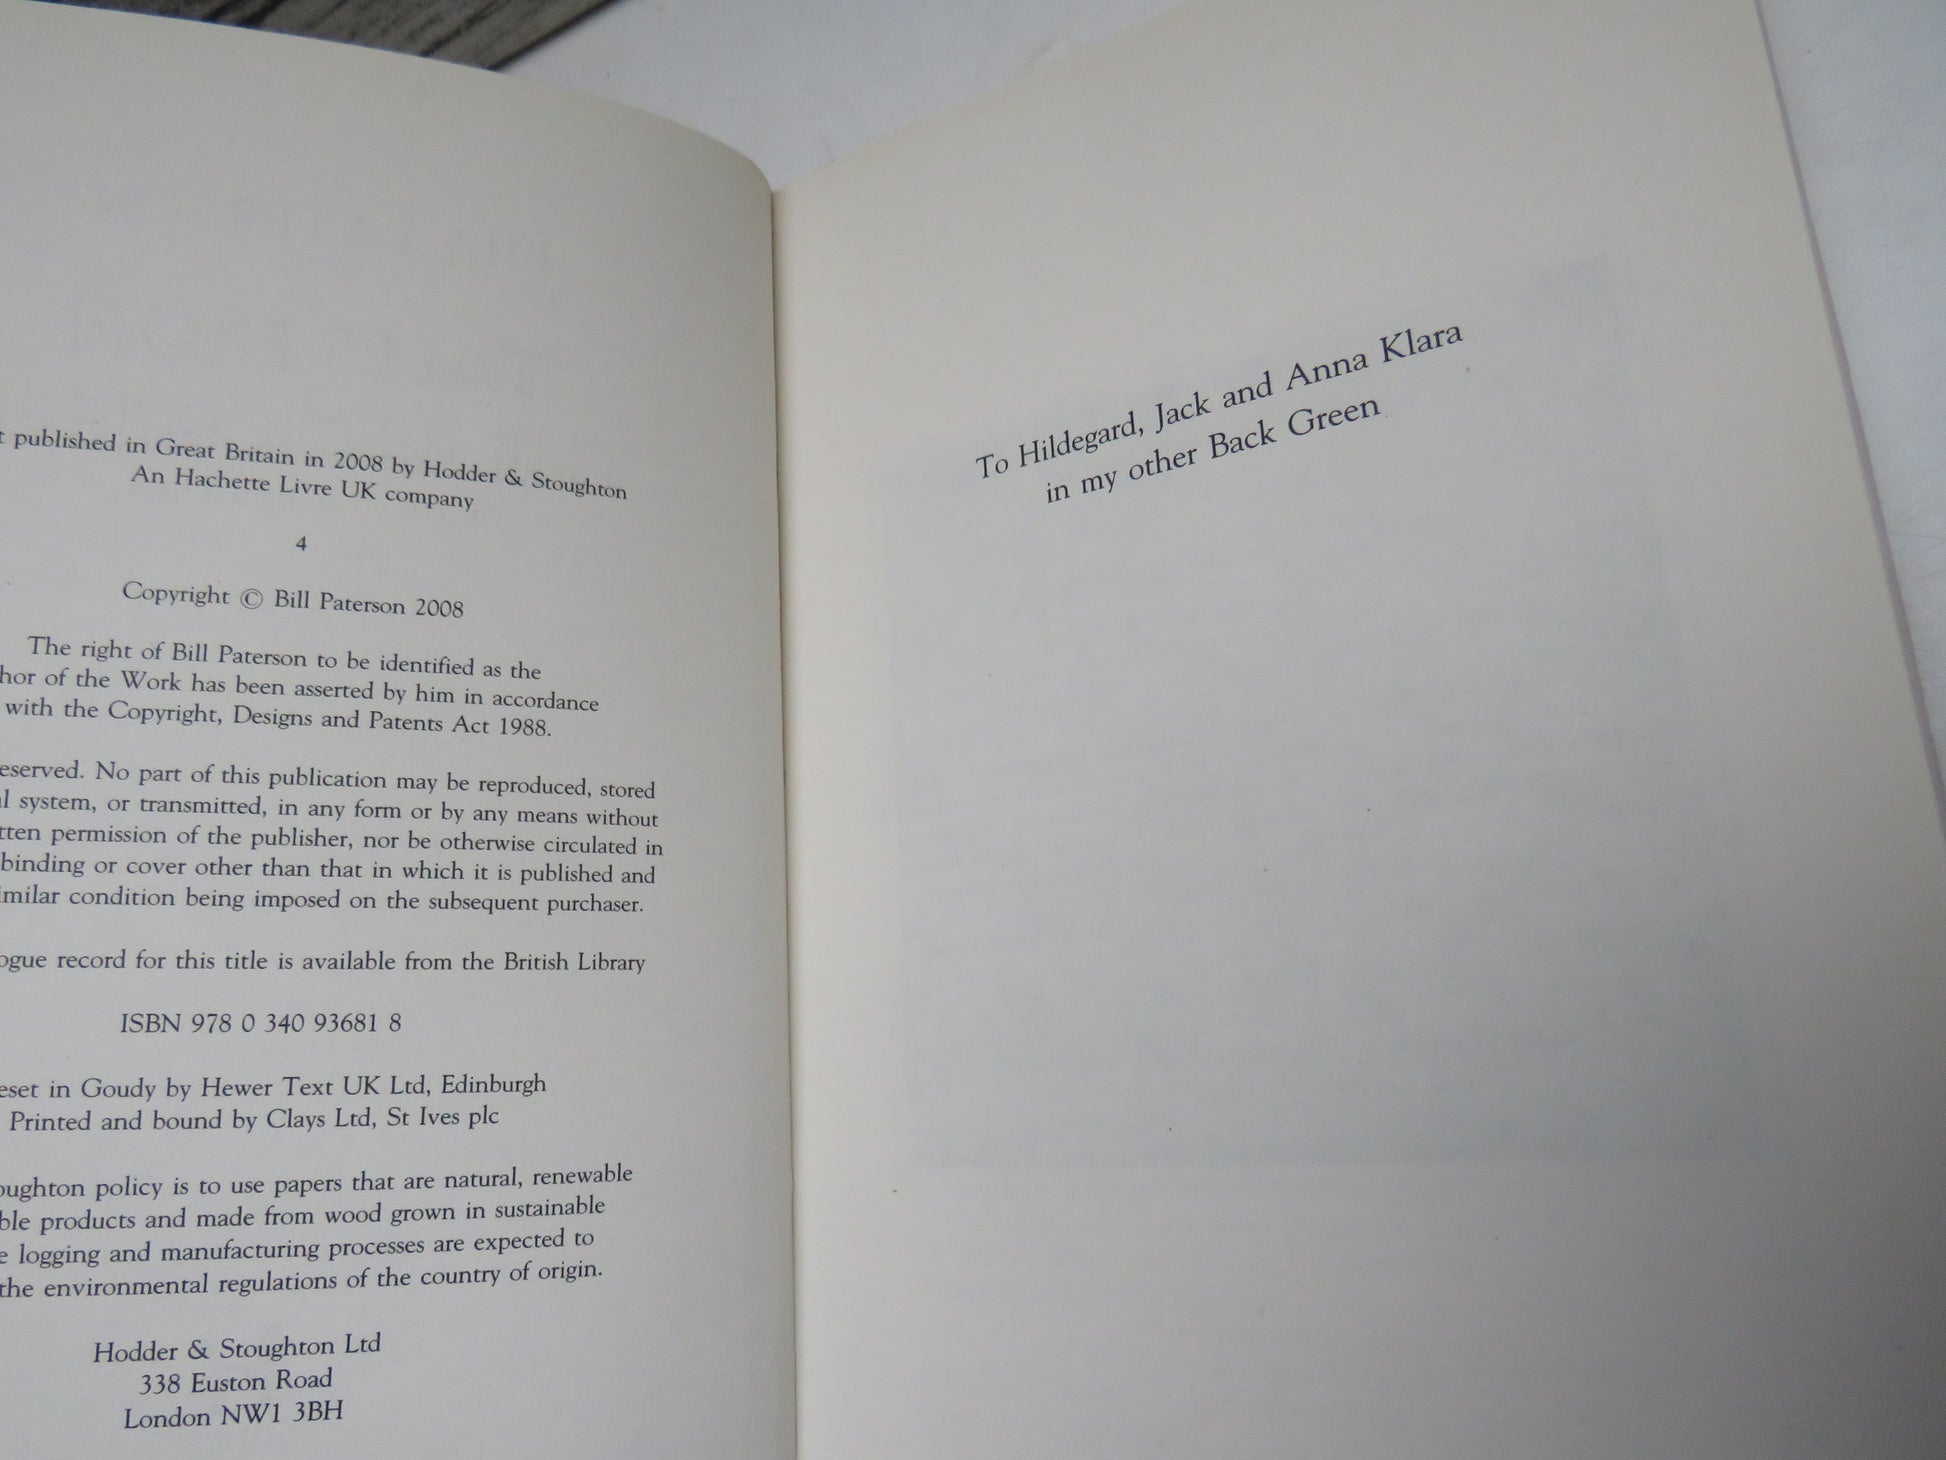 published in Great Britain in 2008 by Hodder & Stoughton
An Hachette Livre UK company
4
Copyright © Bill Paterson 2008
The right of Bill Paterson to be identified as the
hor of the Work has been asserted by him in accordance
with the Copyright, Designs and Patents Act 1988.
eserved. No part of this publication may be reproduced, stored
l system, or transmitted, in any form or by any means without
tten permission of the publisher, nor be otherwise circulated in
binding or cover other than that in which it is published and
imilar condition being imposed on the subsequent purchaser.
ogue record for this title is available from the British Library
ISBN 978 0 340 93681 8
eset in Goudy by Hewer Text UK Ltd, Edinburgh
Printed and bound by Clays Ltd, St Ives plc
oughton policy is to use papers that are natural, renewable
ble products and made from wood grown in sustainable
e logging and manufacturing processes are expected to
the environmental regulations of the country of origin.
Hodder & Stoughton Ltd
338 Euston Road
London NW1 3BH
To Hildegard, Jack and Anna Klara
in my other Back Green